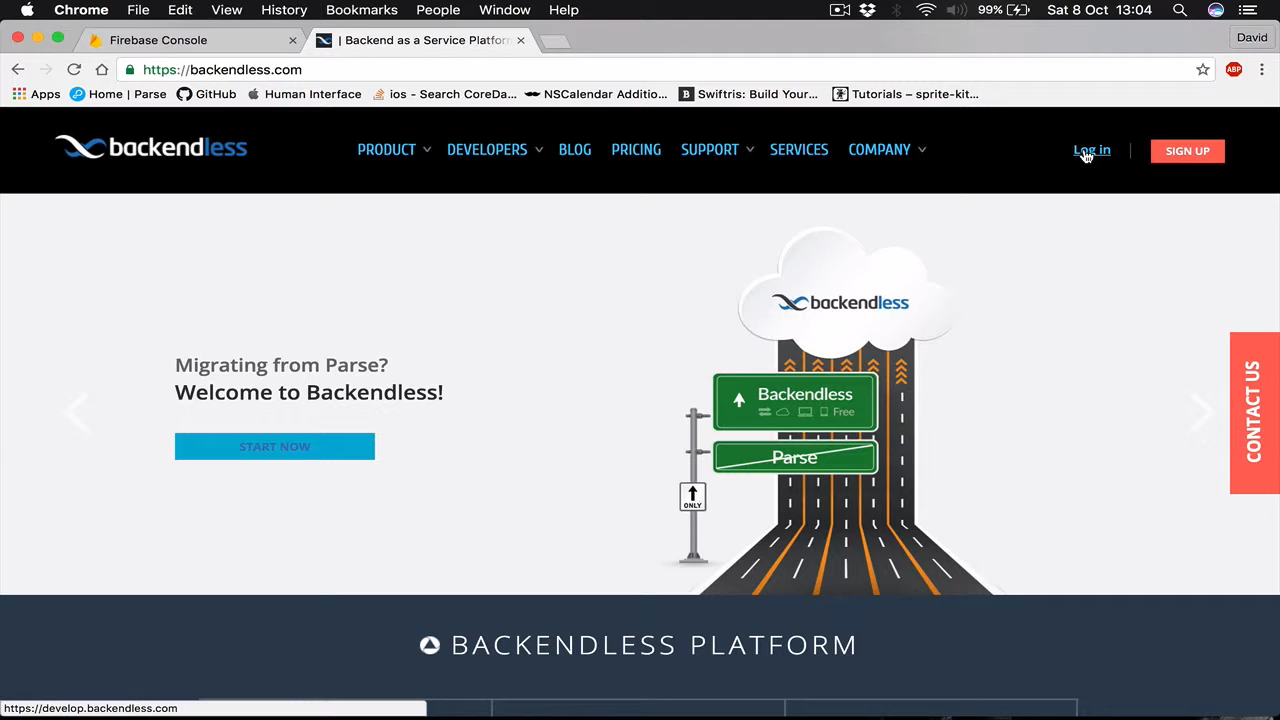 Chrome File Edit View History Bookmarks People Window Help 99% Sat 8 Oct 13:04
Firebase Console
| Backend as a Service Platfor
David
https://backendless.com
ABP
Apps Home | Parse GitHub Human Interface ios - Search CoreDa... NSCalendar Additio... B Swiftris: Build Your... Tutorials – sprite-kit...
backendless
PRODUCT DEVELOPERS BLOG PRICING SUPPORT SERVICES COMPANY
Log in
SIGN UP
backendless
Migrating from Parse?
Welcome to Backendless!
START NOW
Backendless
Free
Parse
ONLY
CONTACT US
BACKENDLESS PLATFORM
https://develop.backendless.com